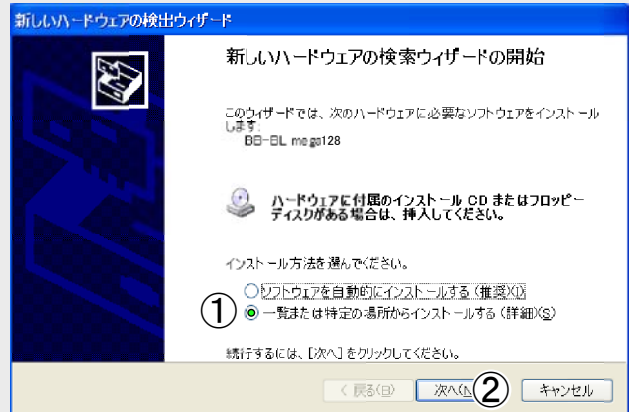 新しいハードウェアの検出ウィザード
新しいハードウェアの検索ウィザードの開始
このウィザードでは、次のハードウェアに必要なソフトウェアをインストール
します:
BB-BL mega128
ハードウェアに付属のインストール CD またはフロッピー
ディスクがある場合は、挿入してください。
インストール方法を選んでください。
ソフトウェアを自動的にインストールする (推奨)(I)
① 一覧または特定の場所からインストールする (詳細)(S)
続行するには、[次へ] をクリックしてください。
< 戻る(B) 次へ(N ② キャンセル